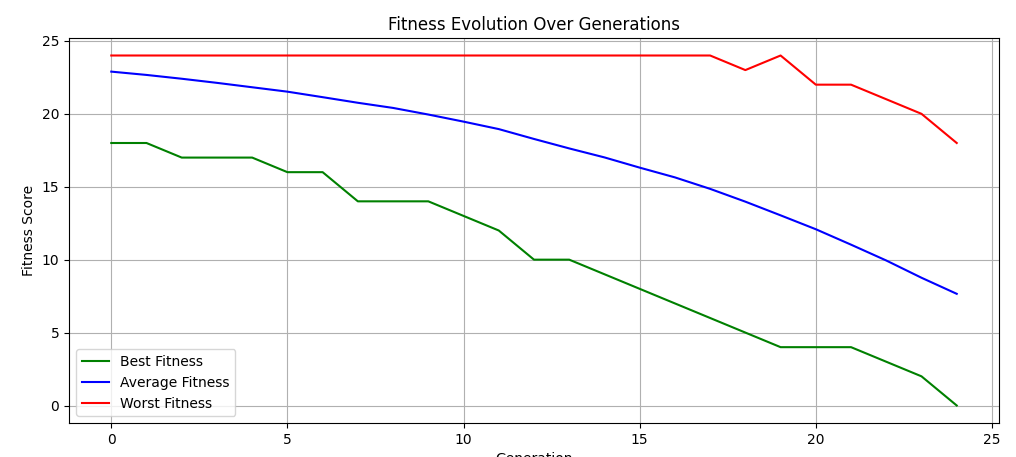 Fitness Evolution Over Generations
25
20
15
10
5
0
Fitness Score
Best Fitness
Average Fitness
Worst Fitness
0 5 10 15 20 25
Generation